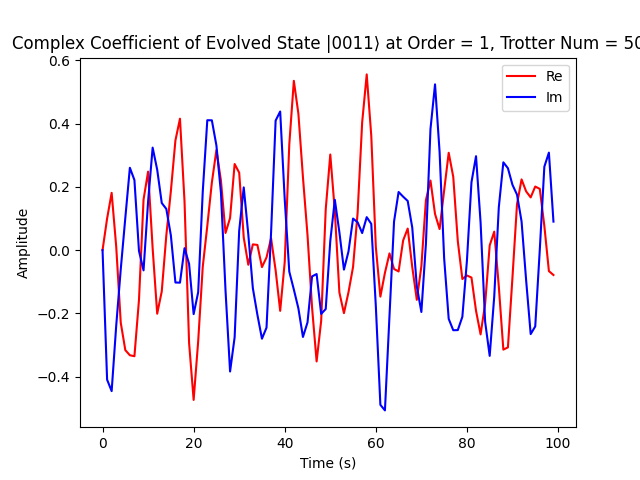 Complex Coefficient of Evolved State |0011⟩ at Order = 1, Trotter Num = 50
Re
Im
0.6
0.4
0.2
0.0
−0.2
−0.4
Amplitude
0 20 40 60 80 100
Time (s)